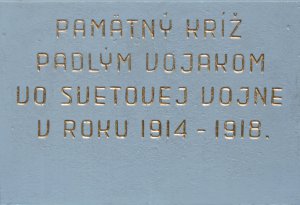 PAMÄTNÝ KRÍŽ
PADLÝM VOJAKOM
VO SVETOVEJ VOJNE
V ROKU 1914-1918.